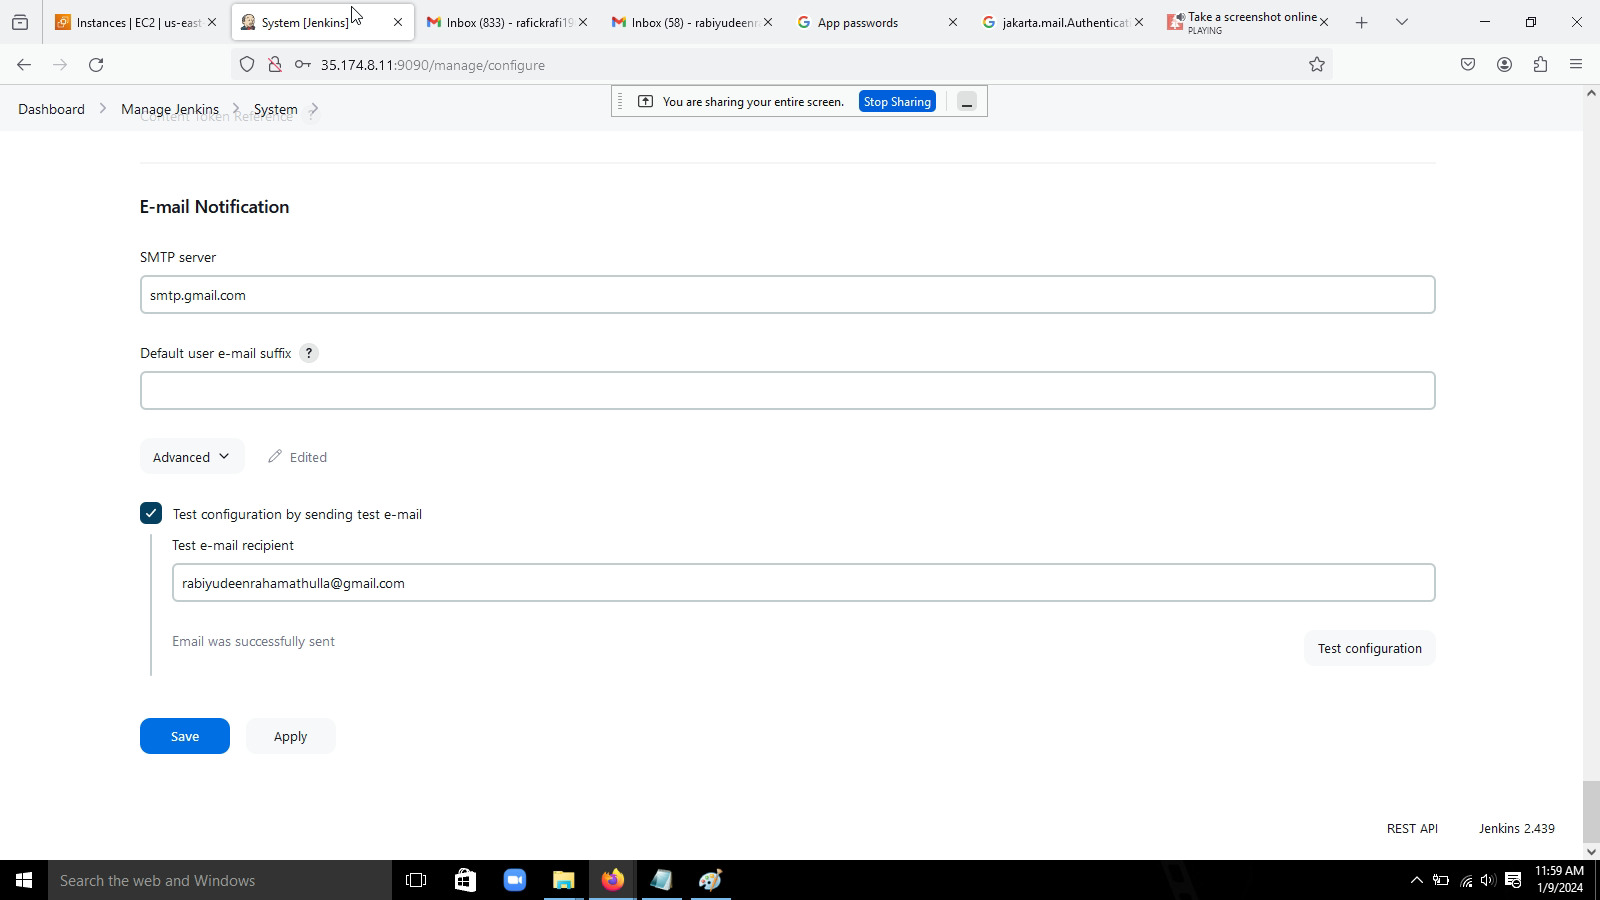 Instances | EC2 | us-east
System [Jenkins]
Inbox (833) - rafickrafi19
Inbox (58) - rabiyudeenr
App passwords
jakarta.mail.Authenticat
Take a screenshot online
PLAYING
35.174.8.11:9090/manage/configure
You are sharing your entire screen.
Stop Sharing
Dashboard
Manage Jenkins
System
Content Token Reference ?
E-mail Notification
SMTP server
smtp.gmail.com
Default user e-mail suffix ?
Advanced
Edited
Test configuration by sending test e-mail
Test e-mail recipient
rabiyudeenrahamathulla@gmail.com
Email was successfully sent
Test configuration
Save
Apply
REST API
Jenkins 2.439
Search the web and Windows
11:59 AM
1/9/2024